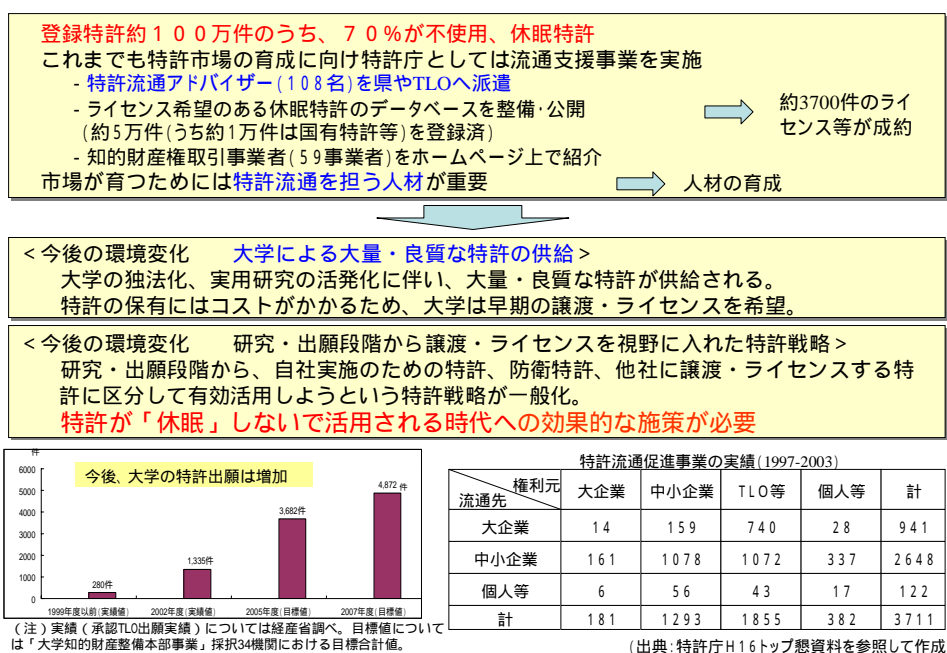 登録特許約１００万件のうち、７０％が不使用、休眠特許
これまでも特許市場の育成に向け特許庁としては流通支援事業を実施
- 特許流通アドバイザー(108名)を県やTLOへ派遣
- ライセンス希望のある休眠特許のデータベースを整備･公開
(約5万件(うち約1万件は国有特許等)を登録済)
約3700件のライ
センス等が成約
- 知的財産権取引事業者(59事業者)をホームページ上で紹介
市場が育つためには特許流通を担う人材が重要
人材の育成
＜今後の環境変化　　大学による大量・良質な特許の供給＞
大学の独法化、実用研究の活発化に伴い、大量・良質な特許が供給される。
特許の保有にはコストがかかるため、大学は早期の譲渡・ライセンスを希望。
＜今後の環境変化　　研究・出願段階から譲渡・ライセンスを視野に入れた特許戦略＞
研究・出願段階から、自社実施のための特許、防衛特許、他社に譲渡・ライセンスする特
許に区分して有効活用しようという特許戦略が一般化。
特許が「休眠」しないで活用される時代への効果的な施策が必要
件
今後、大学の特許出願は増加
6000
5000
4000
3000
2000
1000
0
280件
1,335件
3,682件
4,872 件
1999年度以前(実績値) 2002年度(実績値) 2005年度(目標値) 2007年度(目標値)
（注）実績（承認TLO出願実績）については経産省調べ。目標値について
は「大学知的財産整備本部事業」採択34機関における目標合計値。
特許流通促進事業の実績(1997-2003)
権利元
流通先
大企業 中小企業 TLO等 個人等 計
大企業 14 159 740 28 941
中小企業 161 1078 1072 337 2648
個人等 6 56 43 17 122
計 181 1293 1855 382 3711
(出典:特許庁H16トップ懇資料を参照して作成